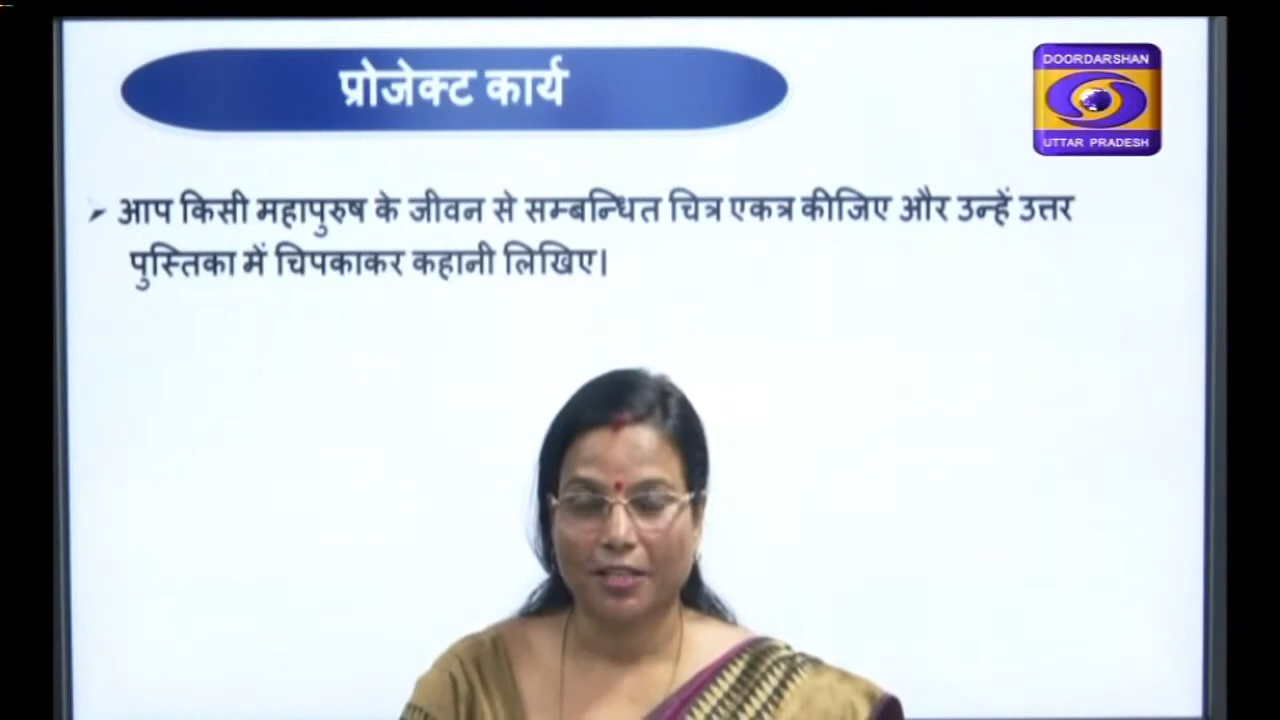 प्रोजेक्ट कार्य
DOORDARSHAN
UTTAR PRADESH
आप किसी महापुरुष के जीवन से सम्बन्धित चित्र एकत्र कीजिए और उन्हें उत्तर
पुस्तिका में चिपकाकर कहानी लिखिए।